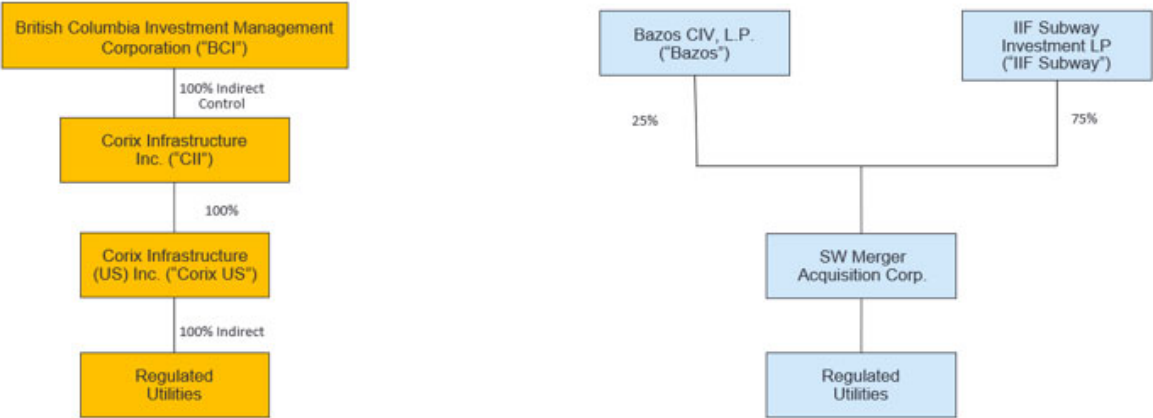 British Columbia Investment Management
Corporation ("BCI")
100% Indirect
Control
Corix Infrastructure
Inc. ("CII")
100%
Corix Infrastructure
(US) Inc. ("Corix US")
100% Indirect
Regulated
Utilities
Bazos CIV, L.P.
("Bazos")
IIF Subway
Investment LP
("IIF Subway")
25%
75%
SW Merger
Acquisition Corp.
Regulated
Utilities